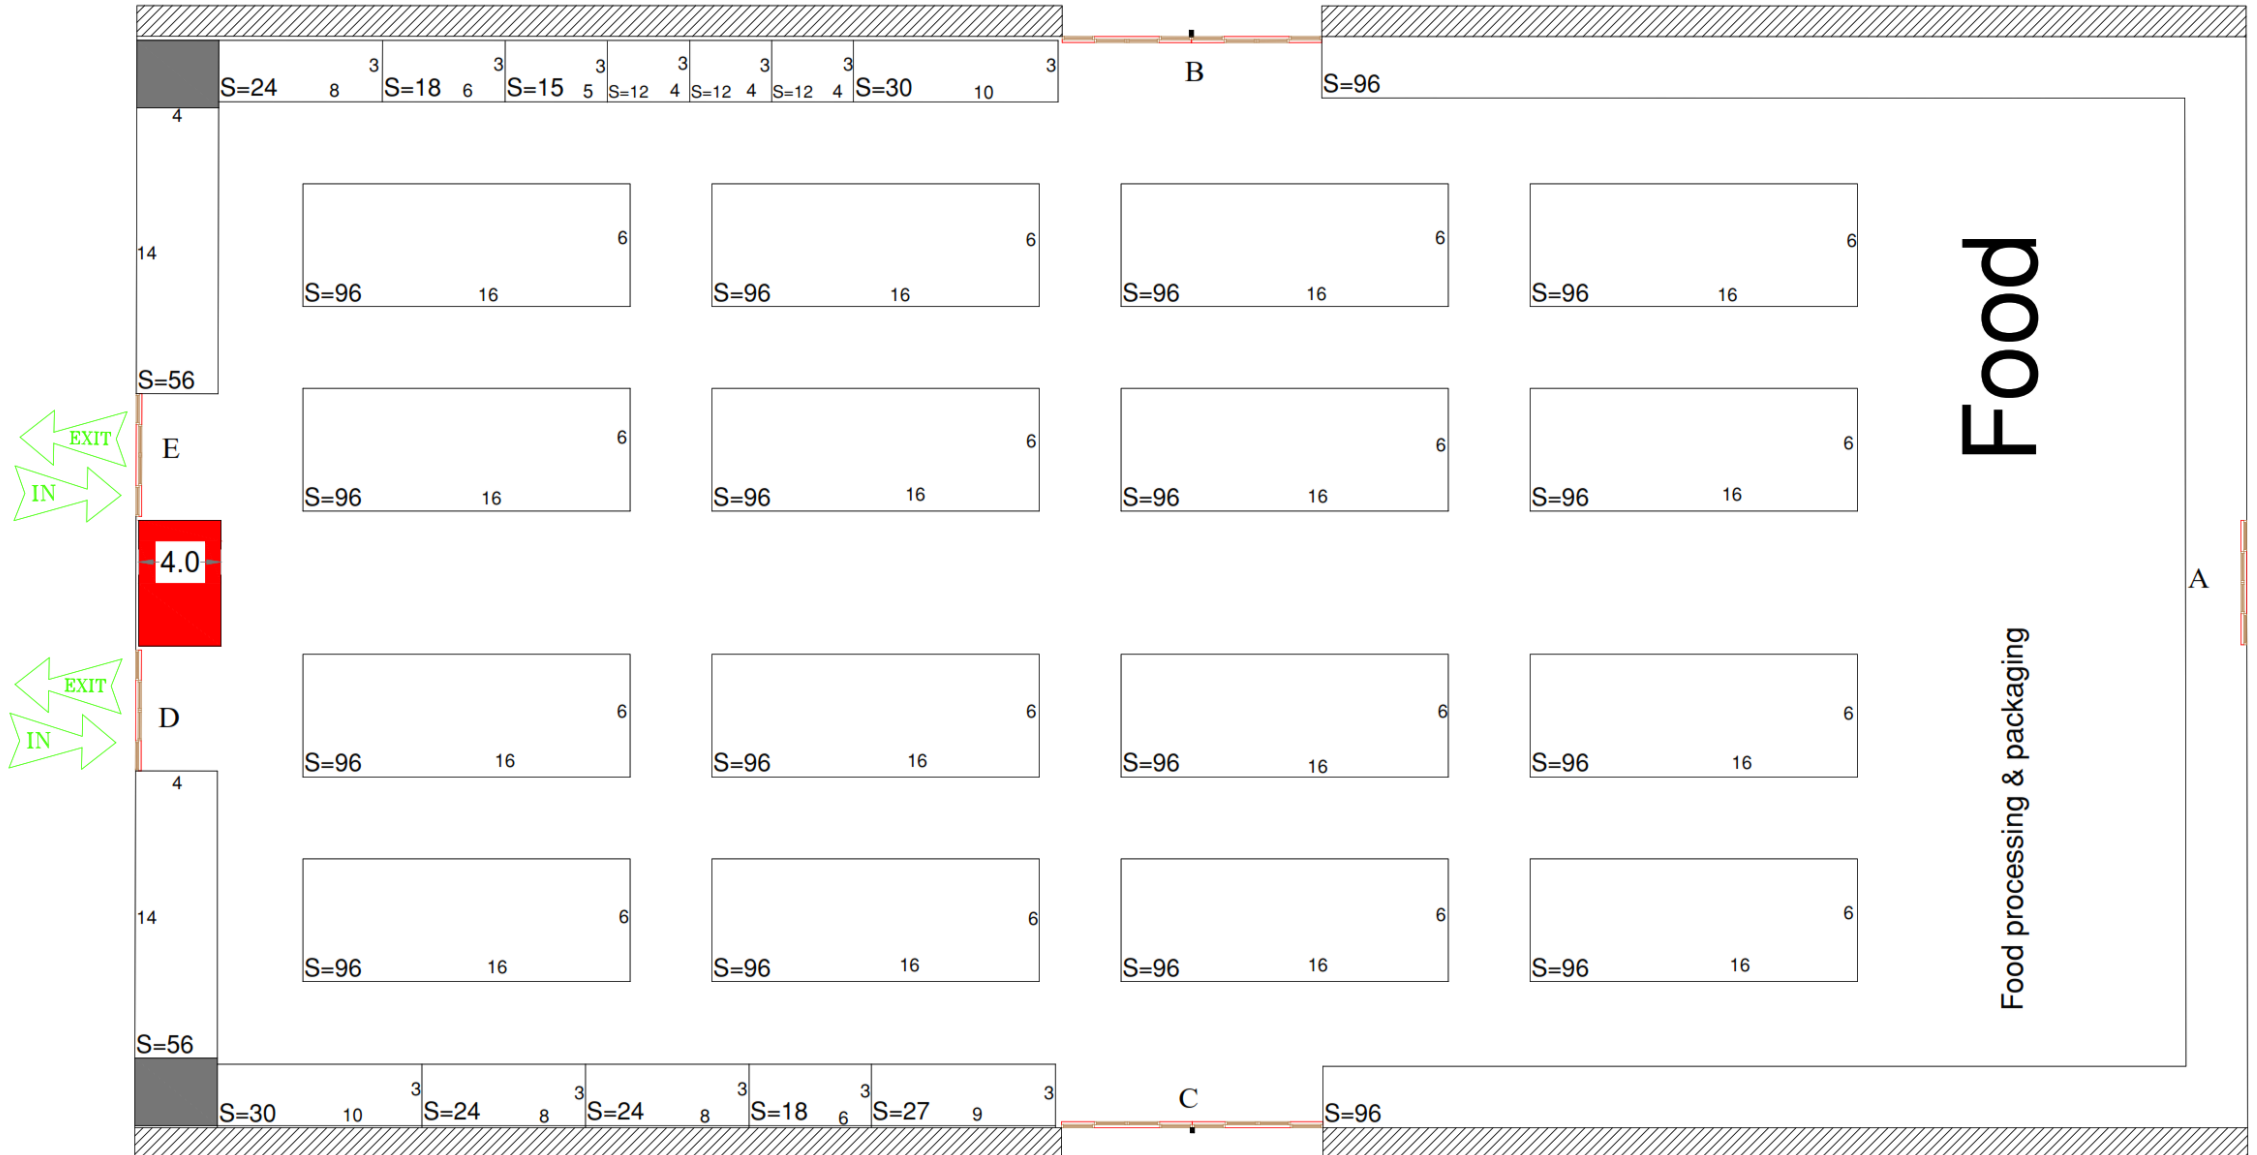 3 3 3 3 3 3 3
S=24 8 S=18 6 S=15 5 S=12 4 S=12 4 S=12 4 S=30 10
B
S=96
4
14
S=56
6 6 6 6
S=96 16 S=96 16 S=96 16 S=96 16
Food
EXIT
E
IN
6 6 6 6
S=96 16 S=96 16 S=96 16 S=96 16
4.0
A
EXIT
D
IN
6 6 6 6
S=96 16 S=96 16 S=96 16 S=96 16
Food processing & packaging
4
14
S=56
6 6 6 6
S=96 16 S=96 16 S=96 16 S=96 16
3 3 3 3 3
S=30 10 S=24 8 S=24 8 S=18 6 S=27 9
C
S=96